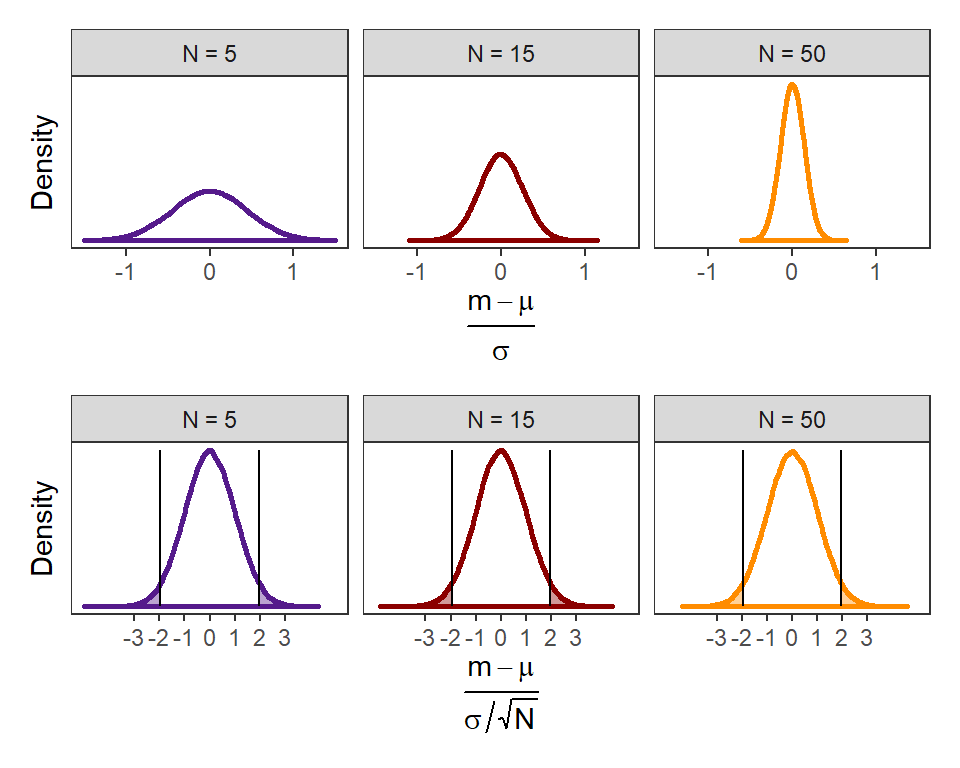 N = 5 N = 15 N = 50
Density
-1 0 1 -1 0 1 -1 0 1
m − μ
σ
N = 5 N = 15 N = 50
Density
-3 -2 -1 0 1 2 3 -3 -2 -1 0 1 2 3 -3 -2 -1 0 1 2 3
m − μ
σ/√N